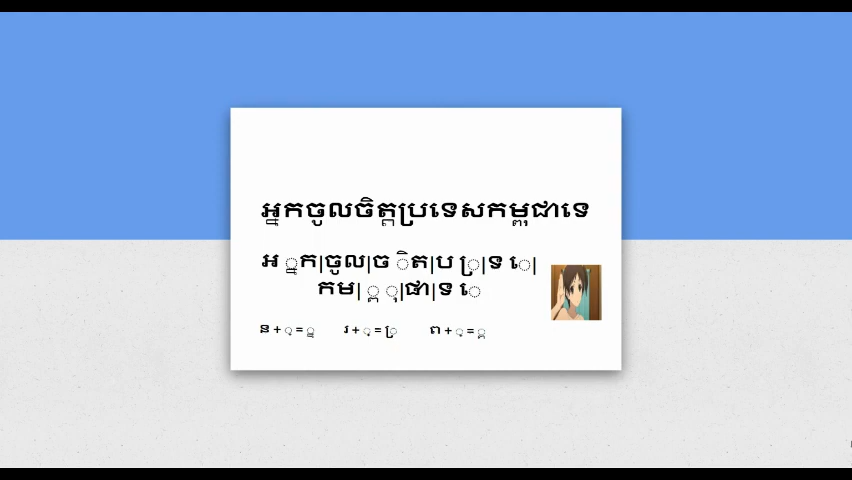 អ្នកចូលចិត្តប្រទេសកម្ពុជាទេ
អ ្នក|ចូល|ច ិត|ប ្រ|ទ េ|
កម| ្ព ុ|ផា|ទ េ
ន + ្ = ្ន រ + ្ = ្រ ព + ្ = ្ព